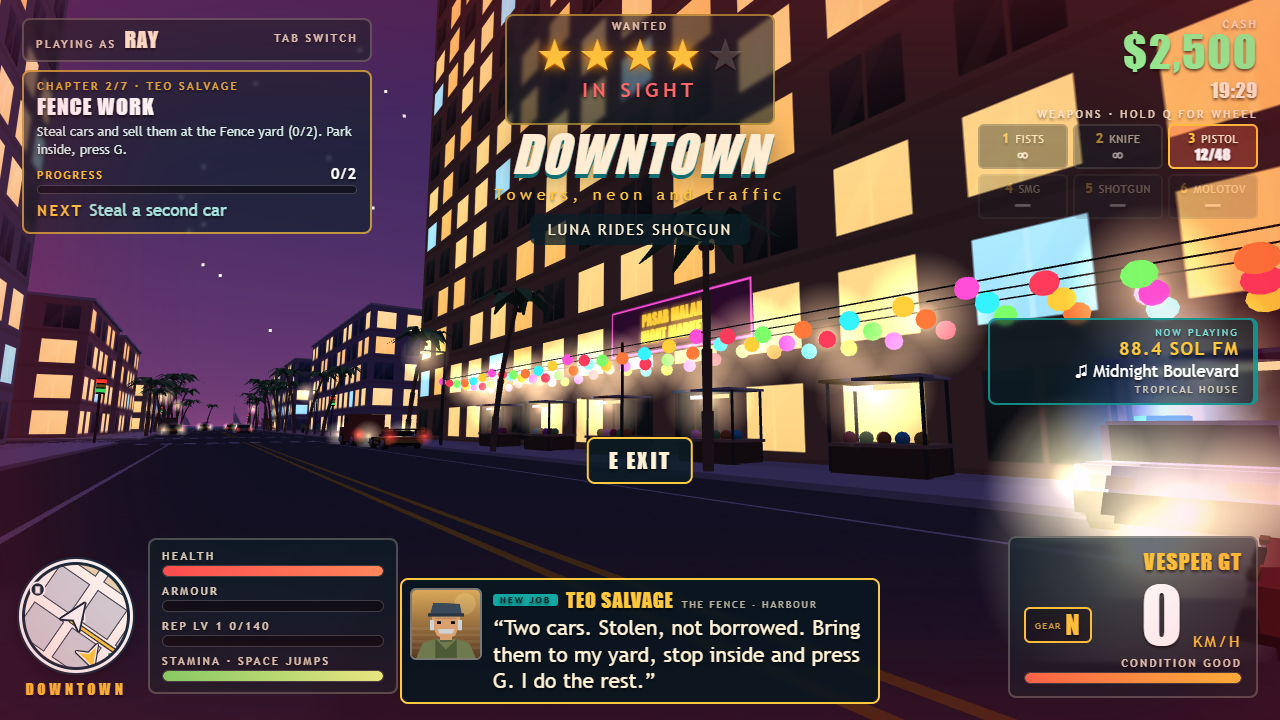 PLAYING AS RAY
TAB SWITCH
CHAPTER 2/7 · TEO SALVAGE
FENCE WORK
Steal cars and sell them at the Fence yard (0/2). Park
inside, press G.
PROGRESS 0/2
NEXT Steal a second car
WANTED
IN SIGHT
DOWNTOWN
Towers, neon and traffic
LUNA RIDES SHOTGUN
CASH
$2,500
19:29
WEAPONS · HOLD Q FOR WHEEL
1 FISTS
∞
2 KNIFE
∞
3 PISTOL
12/48
4 SMG
—
5 SHOTGUN
—
6 MOLOTOV
—
PASAR MALAM
NIGHT MARKET
NOW PLAYING
88.4 SOL FM
♫ Midnight Boulevard
TROPICAL HOUSE
E EXIT
HEALTH
ARMOUR
REP LV 1 0/140
STAMINA · SPACE JUMPS
DOWNTOWN
NEW JOB TEO SALVAGE THE FENCE · HARBOUR
“Two cars. Stolen, not borrowed. Bring
them to my yard, stop inside and press
G. I do the rest.”
VESPER GT
GEAR N
0 KM/H
CONDITION GOOD